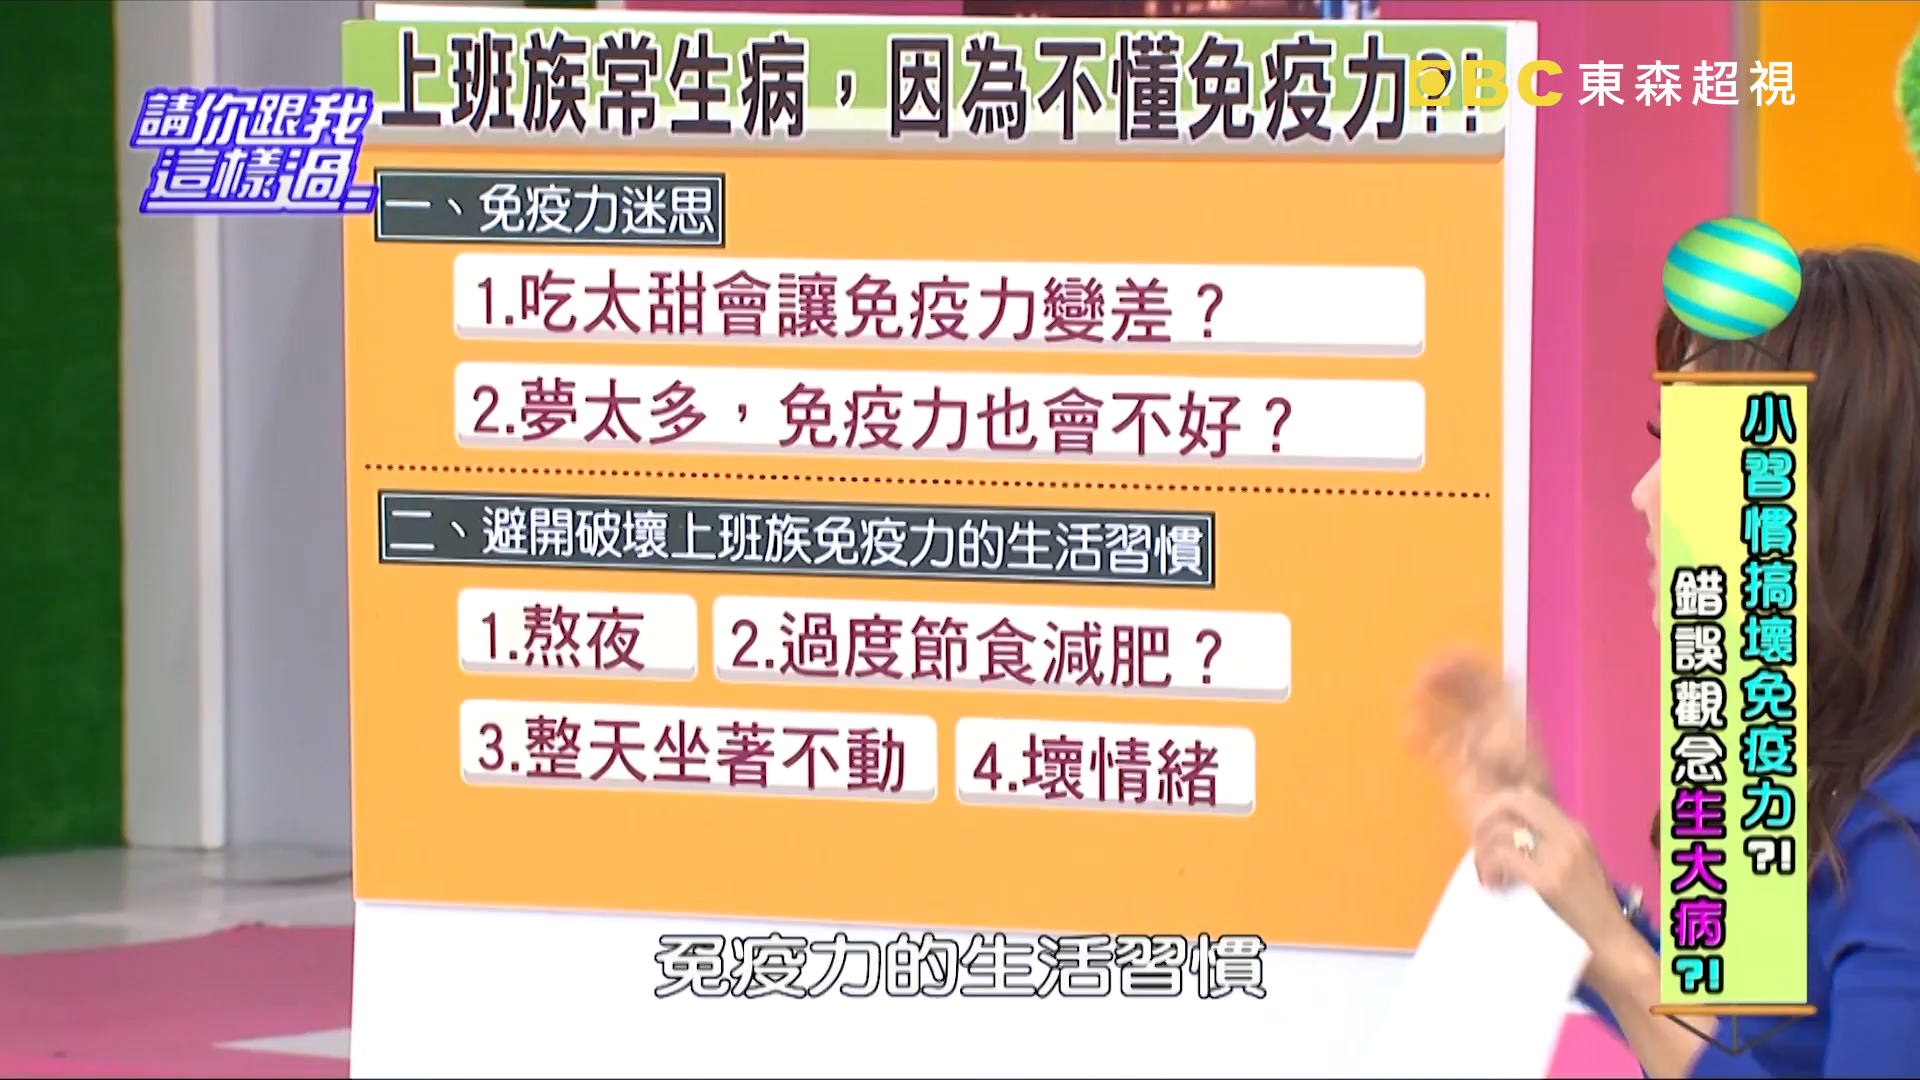 上班族常生病，因為不懂免疫力?!
EBC 東森超視
請你跟我
這樣過
一、免疫力迷思
1.吃太甜會讓免疫力變差？
2.夢太多，免疫力也會不好？
二、避開破壞上班族免疫力的生活習慣
1.熬夜
2.過度節食減肥？
3.整天坐著不動
4.壞情緒
小習慣搞壞免疫力?!
錯誤觀念生大病?!
免疫力的生活習慣